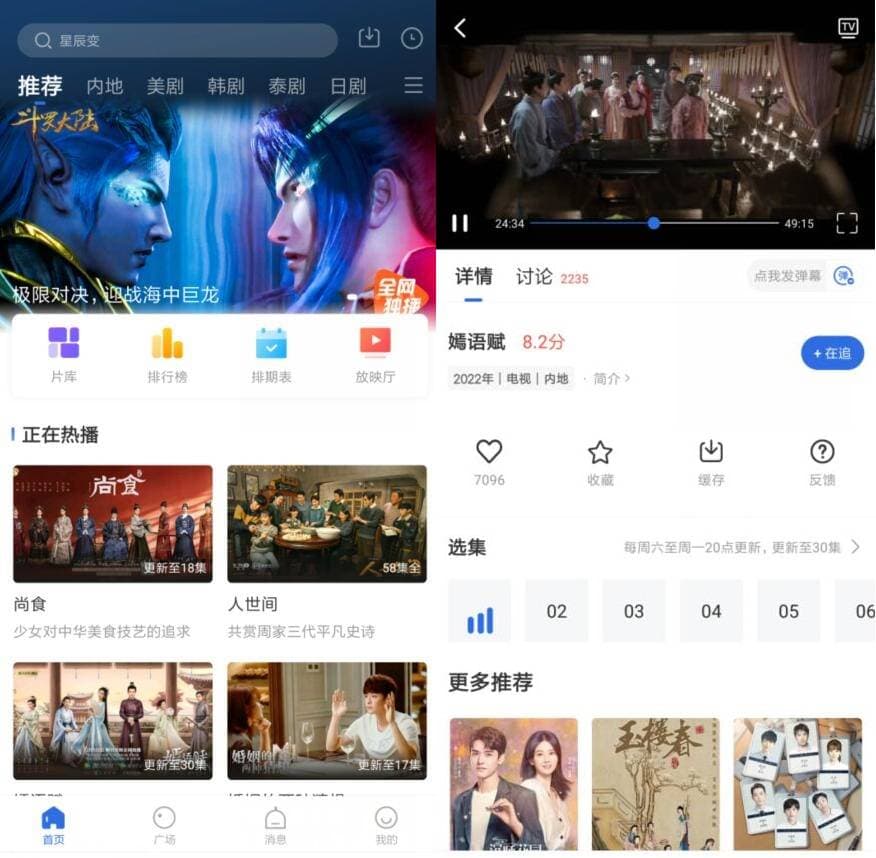 星辰变
推荐 内地 美剧 韩剧 泰剧 日剧
斗罗大陆
极限对决，迎战海中巨龙
全网
独播
片库 排行榜 排期表 放映厅
正在热播
尚食
更新至18集
58集全
尚食
人世间
少女对中华美食技艺的追求
共赏周家三代平凡史诗
更新至30集
婚姻的
更新至17集
首页 广场 消息 我的
TV
24:34
49:15
详情 讨论 2235
点我发弹幕
弹
嫣语赋 8.2分
+ 在追
2022年 | 电视 | 内地 · 简介 >
7096 收藏 缓存 反馈
选集
每周六至周一20点更新，更新至30集 >
02 03 04 05 06
更多推荐
玉楼春